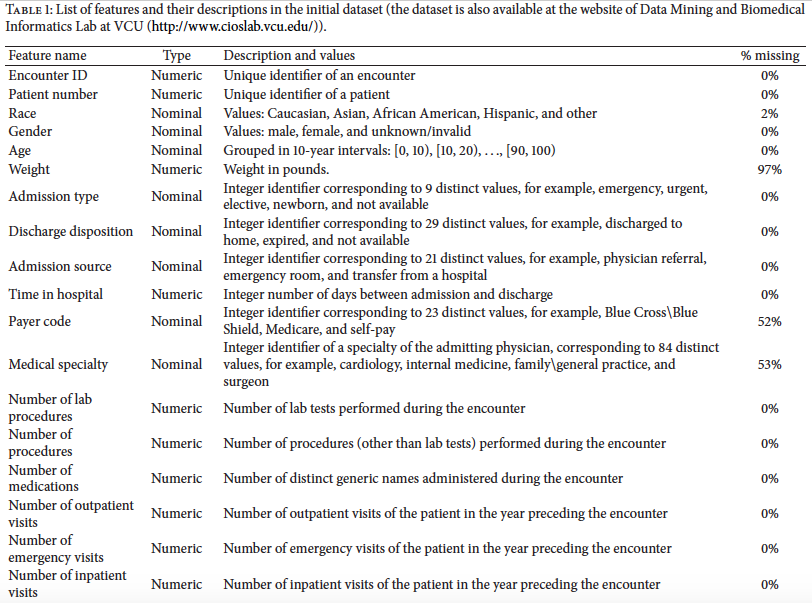 TABLE 1: List of features and their descriptions in the initial dataset (the dataset is also available at the website of Data Mining and Biomedical
Informatics Lab at VCU (http://www.cioslab.vcu.edu/)).
Feature name Type Description and values % missing
Encounter ID Numeric Unique identifier of an encounter 0%
Patient number Numeric Unique identifier of a patient 0%
Race Nominal Values: Caucasian, Asian, African American, Hispanic, and other 2%
Gender Nominal Values: male, female, and unknown/invalid 0%
Age Nominal Grouped in 10-year intervals: [0, 10), [10, 20), . . ., [90, 100) 0%
Weight Numeric Weight in pounds. 97%
Admission type Nominal Integer identifier corresponding to 9 distinct values, for example, emergency, urgent,
elective, newborn, and not available 0%
Discharge disposition Nominal Integer identifier corresponding to 29 distinct values, for example, discharged to
home, expired, and not available 0%
Admission source Nominal Integer identifier corresponding to 21 distinct values, for example, physician referral,
emergency room, and transfer from a hospital 0%
Time in hospital Numeric Integer number of days between admission and discharge 0%
Payer code Nominal Integer identifier corresponding to 23 distinct values, for example, Blue Cross\Blue
Shield, Medicare, and self-pay 52%
Medical specialty Nominal Integer identifier of a specialty of the admitting physician, corresponding to 84 distinct
values, for example, cardiology, internal medicine, family\general practice, and
surgeon 53%
Number of lab
procedures Numeric Number of lab tests performed during the encounter 0%
Number of
procedures Numeric Number of procedures (other than lab tests) performed during the encounter 0%
Number of
medications Numeric Number of distinct generic names administered during the encounter 0%
Number of outpatient
visits Numeric Number of outpatient visits of the patient in the year preceding the encounter 0%
Number of
emergency visits Numeric Number of emergency visits of the patient in the year preceding the encounter 0%
Number of inpatient
visits Numeric Number of inpatient visits of the patient in the year preceding the encounter 0%